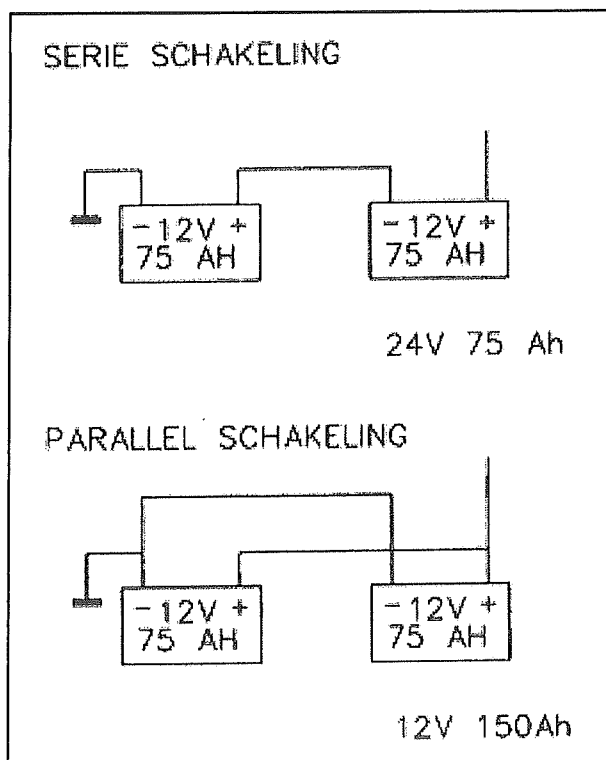 SERIE SCHAKELING
-12V + -12V +
75 AH 75 AH
24V 75 Ah
PARALLEL SCHAKELING
-12V + -12V +
75 AH 75 AH
12V 150Ah